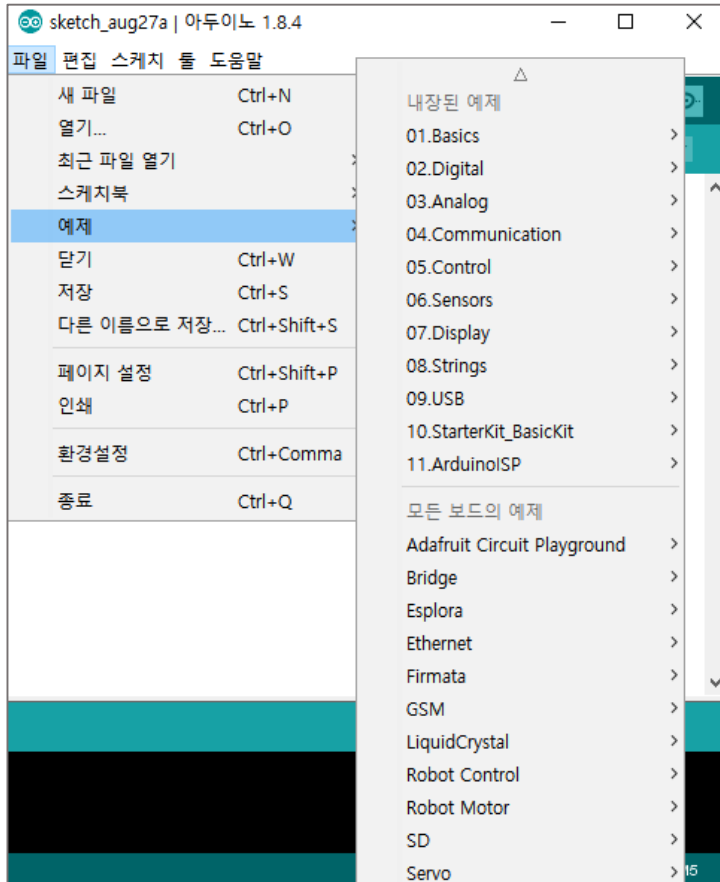 sketch_aug27a | 아두이노 1.8.4
파일 편집 스케치 툴 도움말
새 파일 Ctrl+N
열기... Ctrl+O
최근 파일 열기
스케치북
예제
닫기 Ctrl+W
저장 Ctrl+S
다른 이름으로 저장... Ctrl+Shift+S
페이지 설정 Ctrl+Shift+P
인쇄 Ctrl+P
환경설정 Ctrl+Comma
종료 Ctrl+Q
내장된 예제
01.Basics
02.Digital
03.Analog
04.Communication
05.Control
06.Sensors
07.Display
08.Strings
09.USB
10.StarterKit_BasicKit
11.ArduinoISP
모든 보드의 예제
Adafruit Circuit Playground
Bridge
Esplora
Ethernet
Firmata
GSM
LiquidCrystal
Robot Control
Robot Motor
SD
Servo